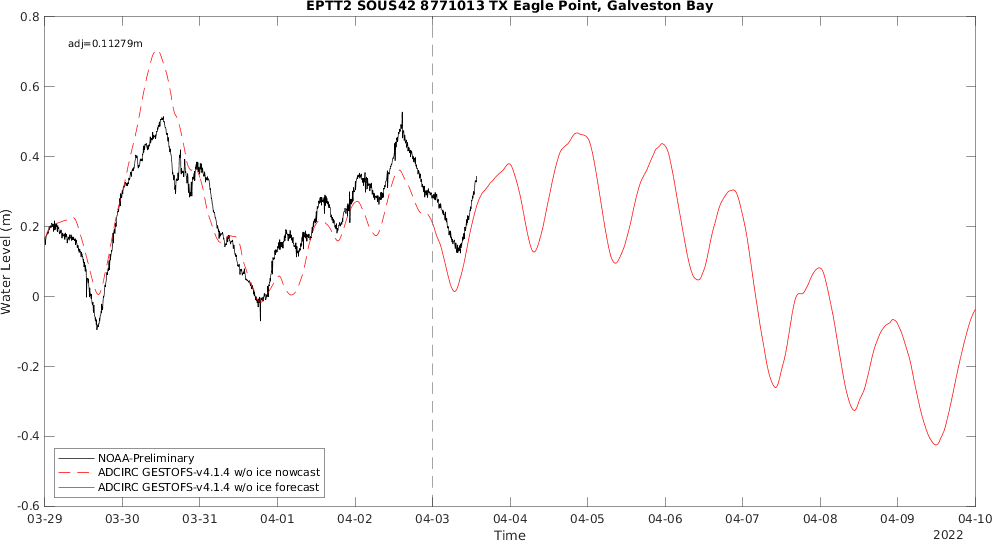 EPTT2 SOUS42 8771013 TX Eagle Point, Galveston Bay
adj=0.11279m
0.8
0.6
0.4
0.2
0
-0.2
-0.4
-0.6
Water Level (m)
NOAA-Preliminary
ADCIRC GESTOFS-v4.1.4 w/o ice nowcast
ADCIRC GESTOFS-v4.1.4 w/o ice forecast
03-29 03-30 03-31 04-01 04-02 04-03 04-04 04-05 04-06 04-07 04-08 04-09 04-10
Time
2022